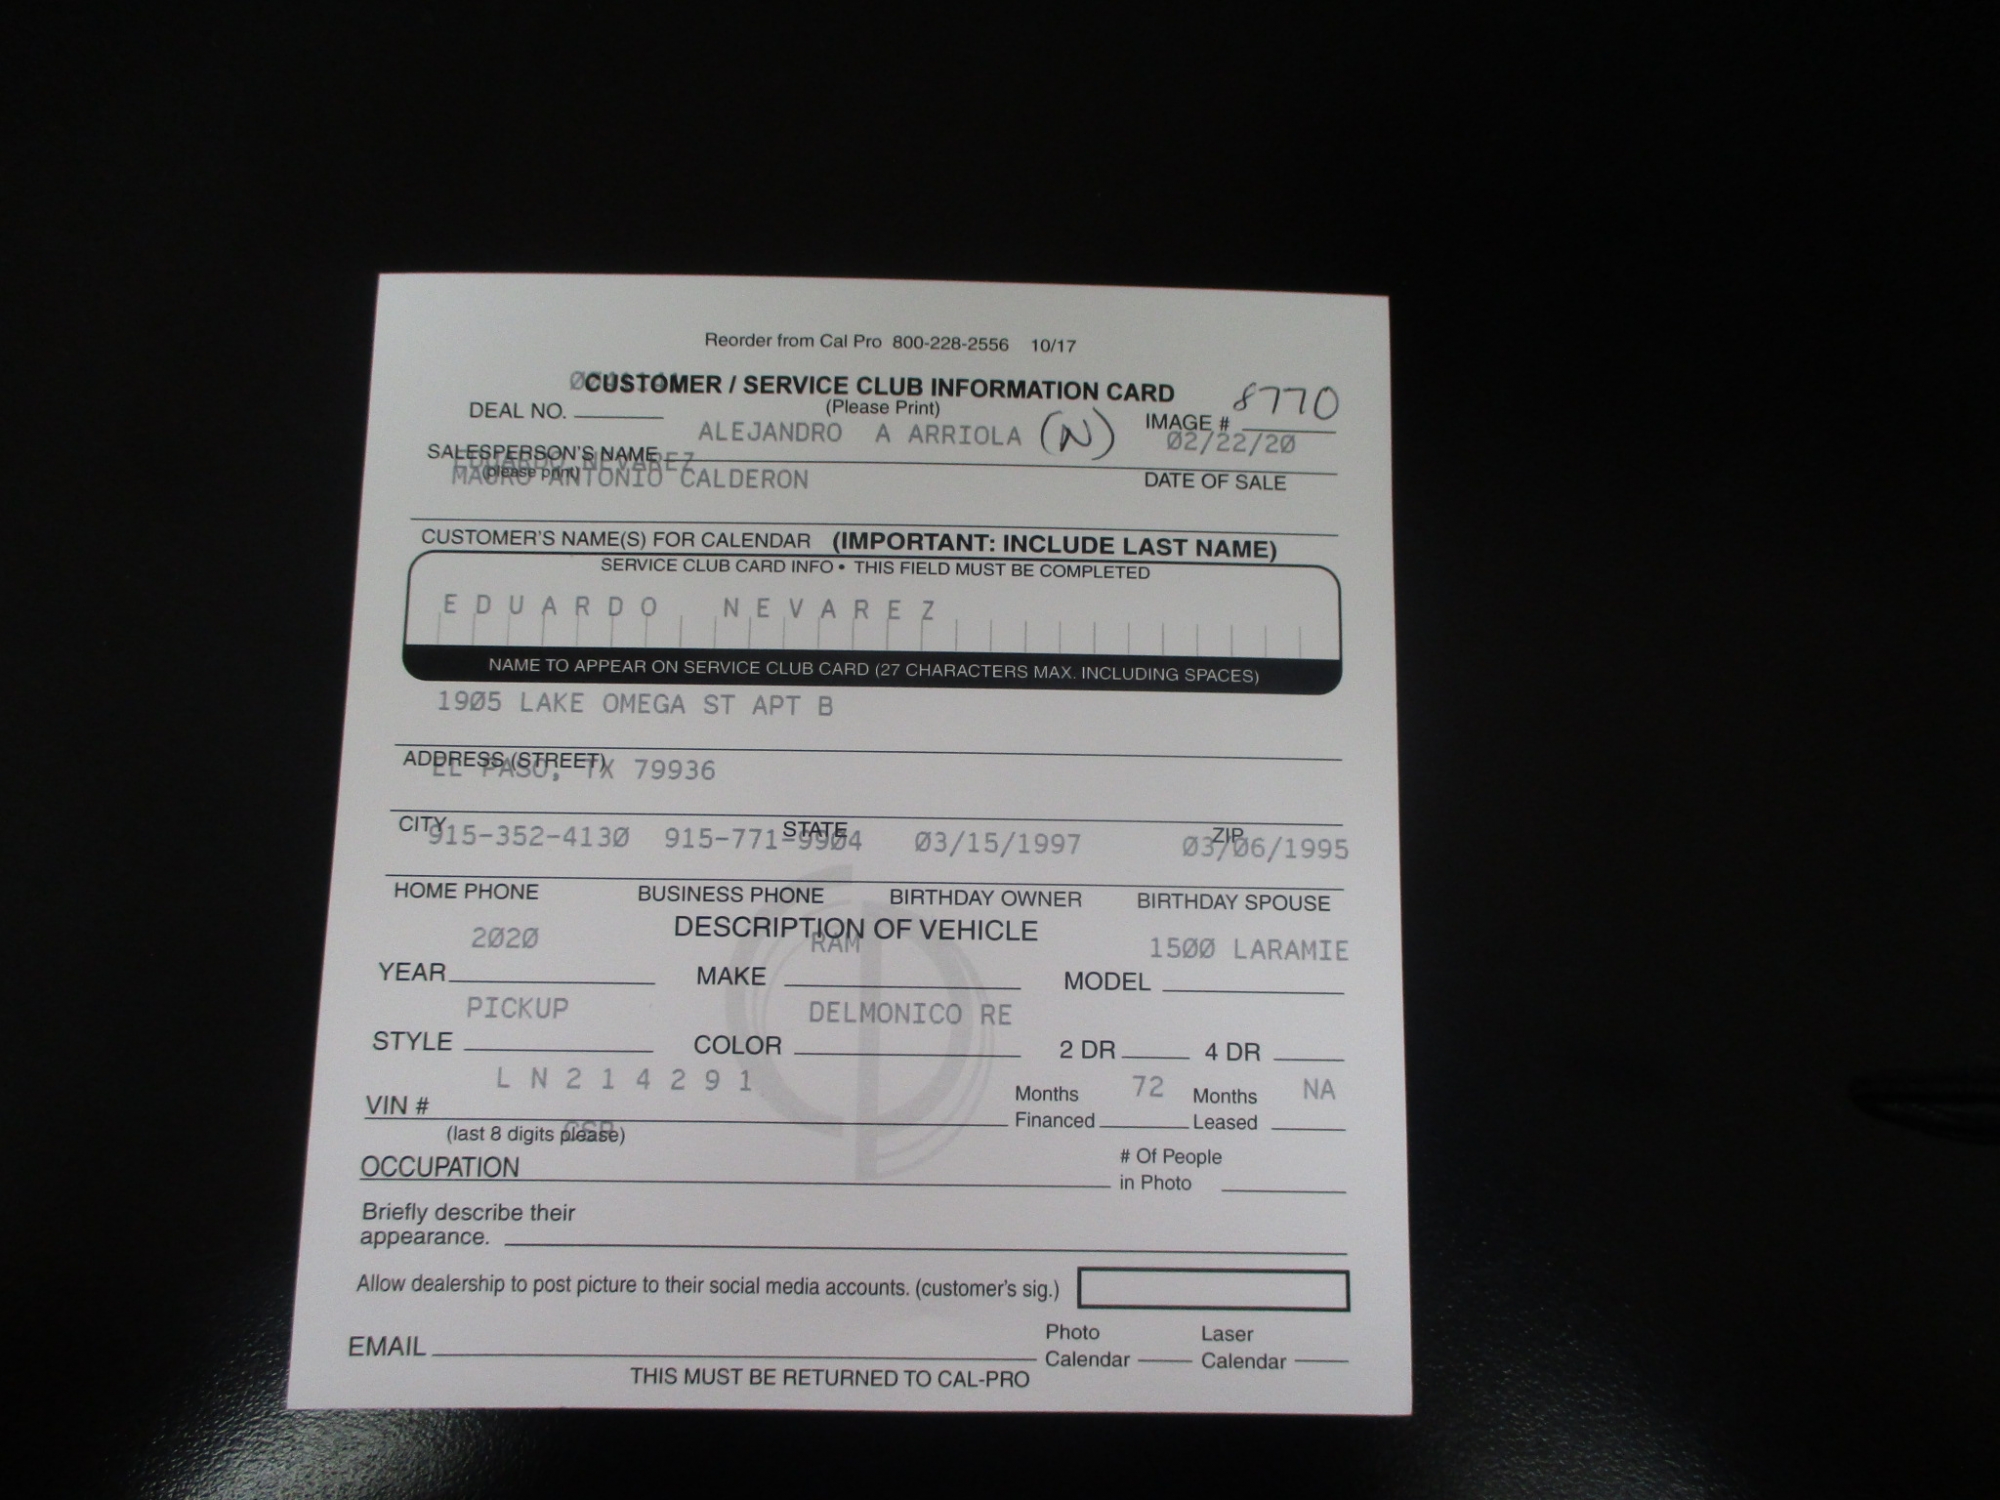 Reorder from Cal Pro 800-228-2556 10/17
CUSTOMER / SERVICE CLUB INFORMATION CARD
(Please Print)
8770
DEAL NO.
IMAGE #
ALEJANDRO A ARRIOLA (N)
02/22/20
SALESPERSON'S NAME
EDUARDO NEVAREZ
(please print)
MAURO ANTONIO CALDERON
DATE OF SALE
CUSTOMER'S NAME(S) FOR CALENDAR (IMPORTANT: INCLUDE LAST NAME)
SERVICE CLUB CARD INFO • THIS FIELD MUST BE COMPLETED
EDUARDO NEVAREZ
NAME TO APPEAR ON SERVICE CLUB CARD (27 CHARACTERS MAX. INCLUDING SPACES)
1905 LAKE OMEGA ST APT B
ADDRESS (STREET)
EL PASO, TX 79936
CITY STATE ZIP
915-352-4130 915-771-9904 03/15/1997 03/06/1995
HOME PHONE BUSINESS PHONE BIRTHDAY OWNER BIRTHDAY SPOUSE
DESCRIPTION OF VEHICLE
2020 RAM 1500 LARAMIE
YEAR MAKE MODEL
PICKUP DELMONICO RE
STYLE COLOR 2 DR 4 DR
LN214291
72 NA
VIN #
Months Financed Months Leased
(last 8 digits please)
OCCUPATION
# Of People in Photo
Briefly describe their
appearance.
Allow dealership to post picture to their social media accounts. (customer's sig.)
EMAIL
Photo Calendar Laser Calendar
THIS MUST BE RETURNED TO CAL-PRO